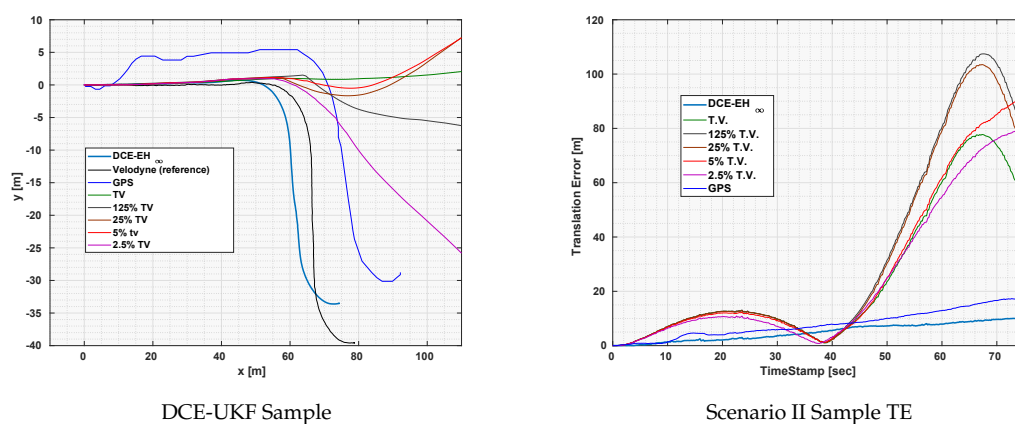 10
5
0
-5
-10
-15
-20
-25
-30
-35
-40
y [m]
DCE-EH∞
Velodyne (reference)
GPS
TV
125% TV
25% TV
5% tv
2.5% TV
0 20 40 60 80 100
x [m]
DCE-UKF Sample
120
100
80
60
40
20
0
Translation Error [m]
DCE-EH∞
T.V.
125% T.V.
25% T.V.
5% T.V.
2.5% T.V.
GPS
0 10 20 30 40 50 60 70
TimeStamp [sec]
Scenario II Sample TE